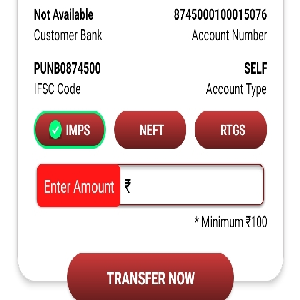 Not Available 8745000100015076
Customer Bank Account Number
PUNB0874500 SELF
IFSC Code Account Type
IMPS NEFT RTGS
Enter Amount ₹
* Minimum ₹100
TRANSFER NOW